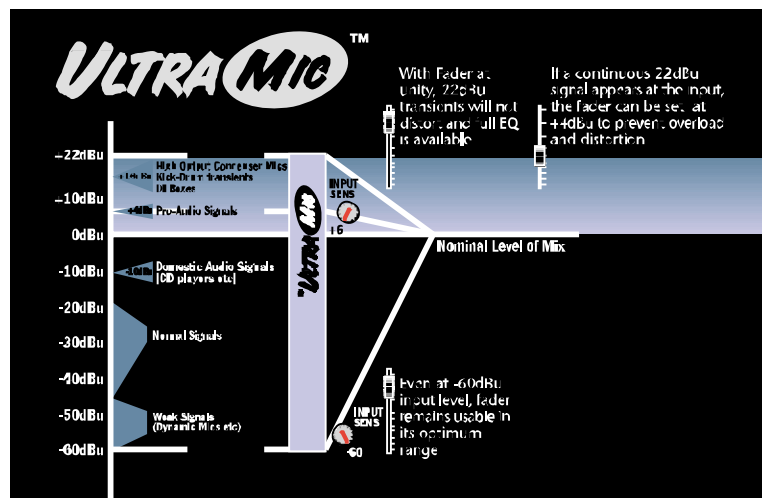 ULTRAMIC™
With Fader at
unity, 22dBu
transients will not
distort and full EQ
is available
If a continuous 22dBu
signal appears at the input,
the fader can be set at
+4dBu to prevent overload
and distortion
+22dBu
+10dBu
0dBu
-10dBu
-20dBu
-30dBu
-40dBu
-50dBu
-60dBu
High Output Condenser Mics
Kick-Drum transients
DI Boxes
+4dBu
Pro-Audio Signals
Domestic Audio Signals
(CD players etc)
Normal Signals
Weak Signals
(Dynamic Mics etc)
ULTRAMIC™
INPUT
SENS
+6
Nominal Level of Mix
INPUT
SENS
-60
Even at -60dBu
input level, fader
remains usable in
its optimum
range